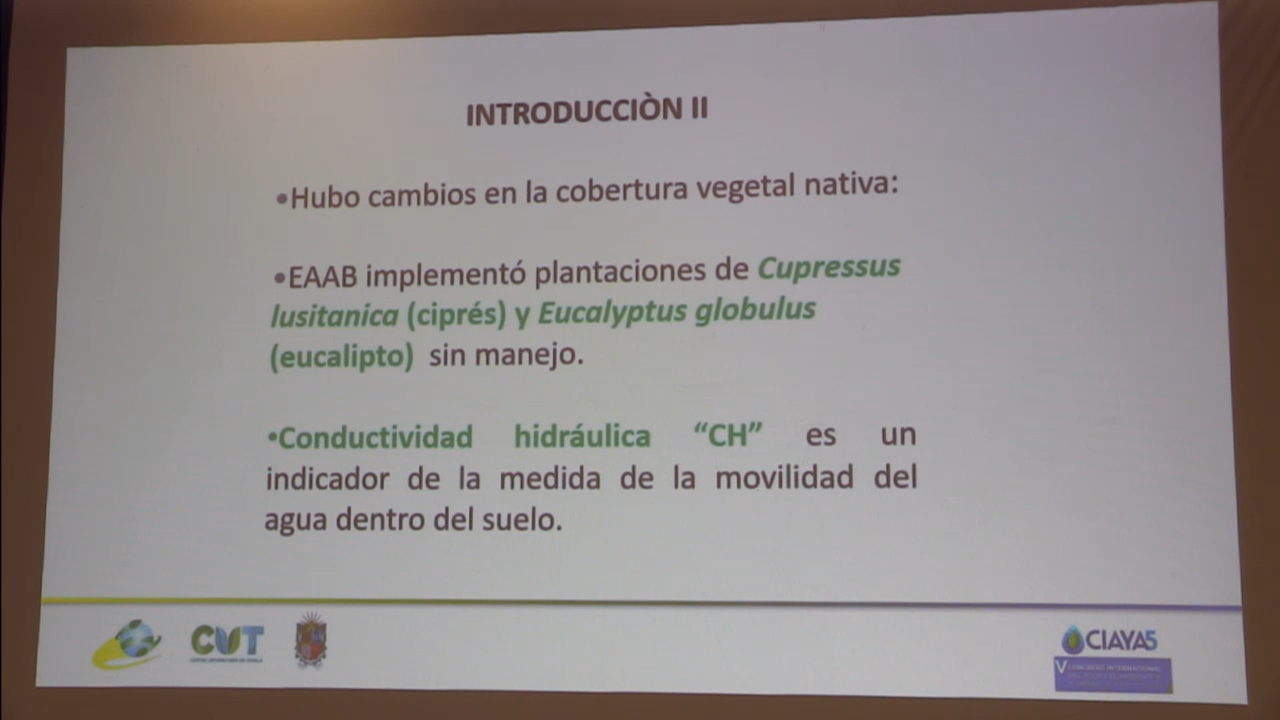 INTRODUCCIÒN II
•Hubo cambios en la cobertura vegetal nativa:
•EAAB implementó plantaciones de Cupressus
lusitanica (ciprés) y Eucalyptus globulus
(eucalipto) sin manejo.
•Conductividad hidráulica “CH” es un
indicador de la medida de la movilidad del
agua dentro del suelo.
CUT
CIAYA5
V CONGRESO INTERNACIONAL